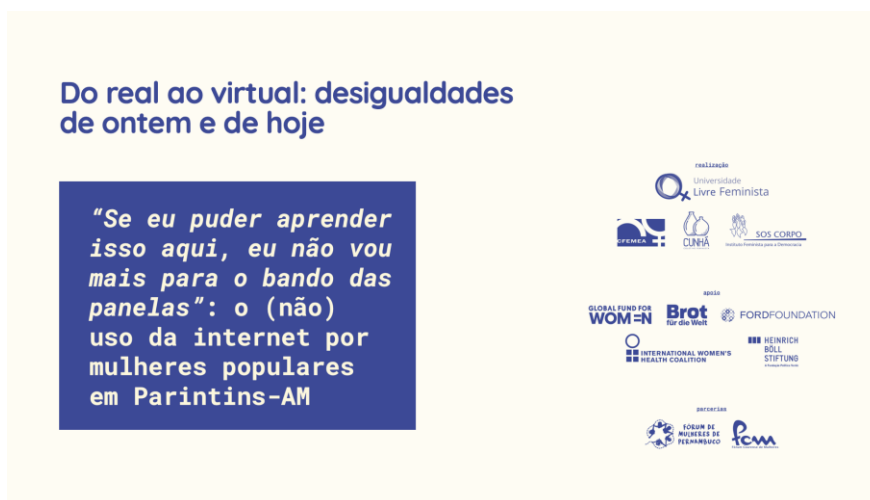 Do real ao virtual: desigualdades
de ontem e de hoje
“Se eu puder aprender
isso aqui, eu não vou
mais para o bando das
panelas”: o (não)
uso da internet por
mulheres populares
em Parintins-AM
realização
Universidade
Livre Feminista
CFEMEA
CUNHÃ
SOS CORPO
Instituto Feminista para a Democracia
apoio
GLOBAL FUND FOR
WOM=N
Brot
für die Welt
FORDFOUNDATION
INTERNATIONAL WOMEN'S
HEALTH COALITION
HEINRICH
BÖLL
STIFTUNG
parcerias
FÓRUM DE
MULHERES DE
PERNAMBUCO
fcm